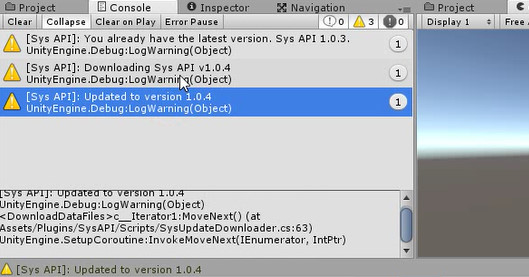 Project
Console
Inspector
Navigation
Project
Clear Collapse Clear on Play Error Pause 0 3 0 Display 1 Free
[Sys API]: You already have the latest version. Sys API 1.0.3.
UnityEngine.Debug:LogWarning(Object)
1
[Sys API]: Downloading Sys API v1.0.4
UnityEngine.Debug:LogWarning(Object)
1
[Sys API]: Updated to version 1.0.4
UnityEngine.Debug:LogWarning(Object)
1
[Sys API]: Updated to version 1.0.4
UnityEngine.Debug:LogWarning(Object)
<DownloadDataFiles>c__Iterator1:MoveNext() (at
Assets/Plugins/SysAPI/Scripts/SysUpdateDownloader.cs:63)
UnityEngine.SetupCoroutine:InvokeMoveNext(IEnumerator, IntPtr)
[Sys API]: Updated to version 1.0.4